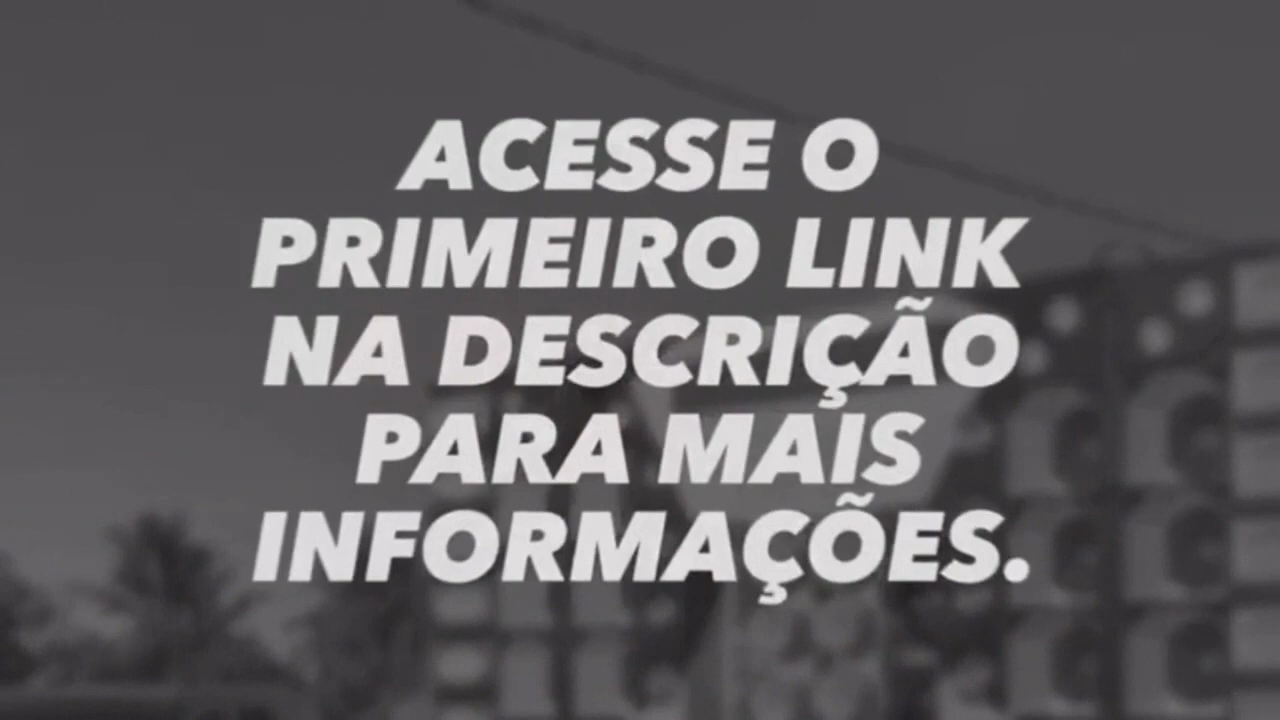 ACESSE O
PRIMEIRO LINK
NA DESCRIÇÃO
PARA MAIS
INFORMAÇÕES.